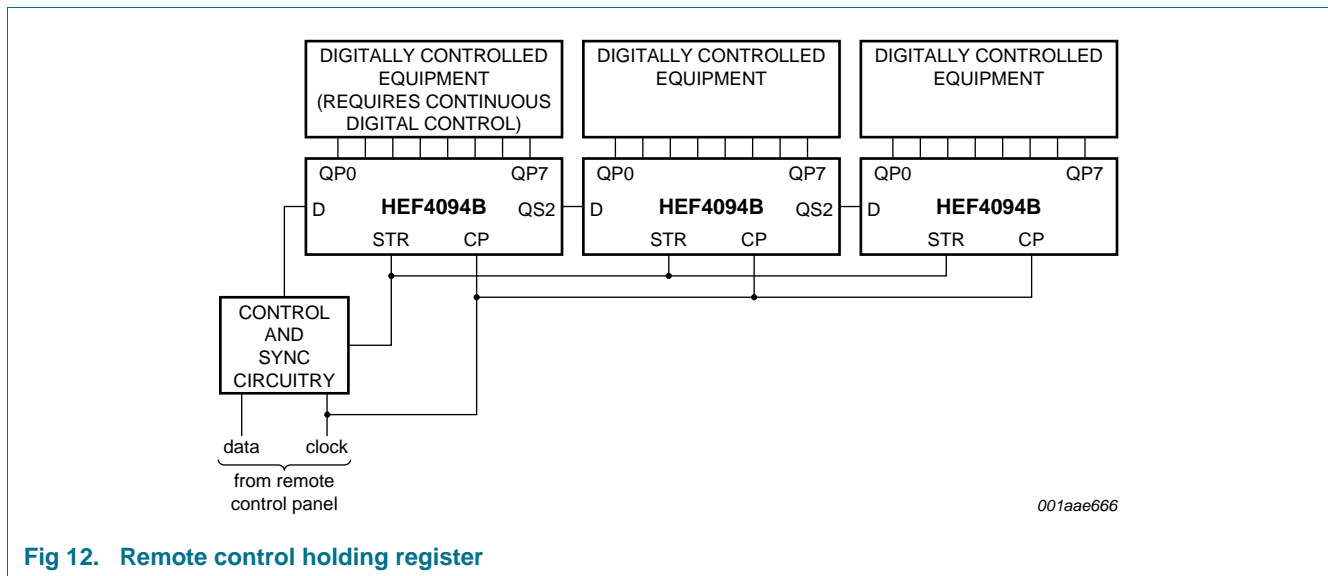 DIGITALLY CONTROLLED
EQUIPMENT
(REQUIRES CONTINUOUS
DIGITAL CONTROL)
DIGITALLY CONTROLLED
EQUIPMENT
DIGITALLY CONTROLLED
EQUIPMENT
QP0 QP7
D HEF4094B QS2
STR CP
QP0 QP7
D HEF4094B QS2
STR CP
QP0 QP7
D HEF4094B
STR CP
CONTROL
AND
SYNC
CIRCUITRY
data clock
from remote
control panel
001aae666
Fig 12. Remote control holding register